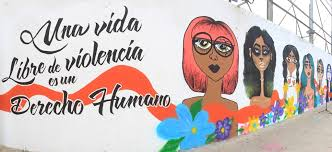 Una vida
Libre de violencia
es un
Derecho Humano